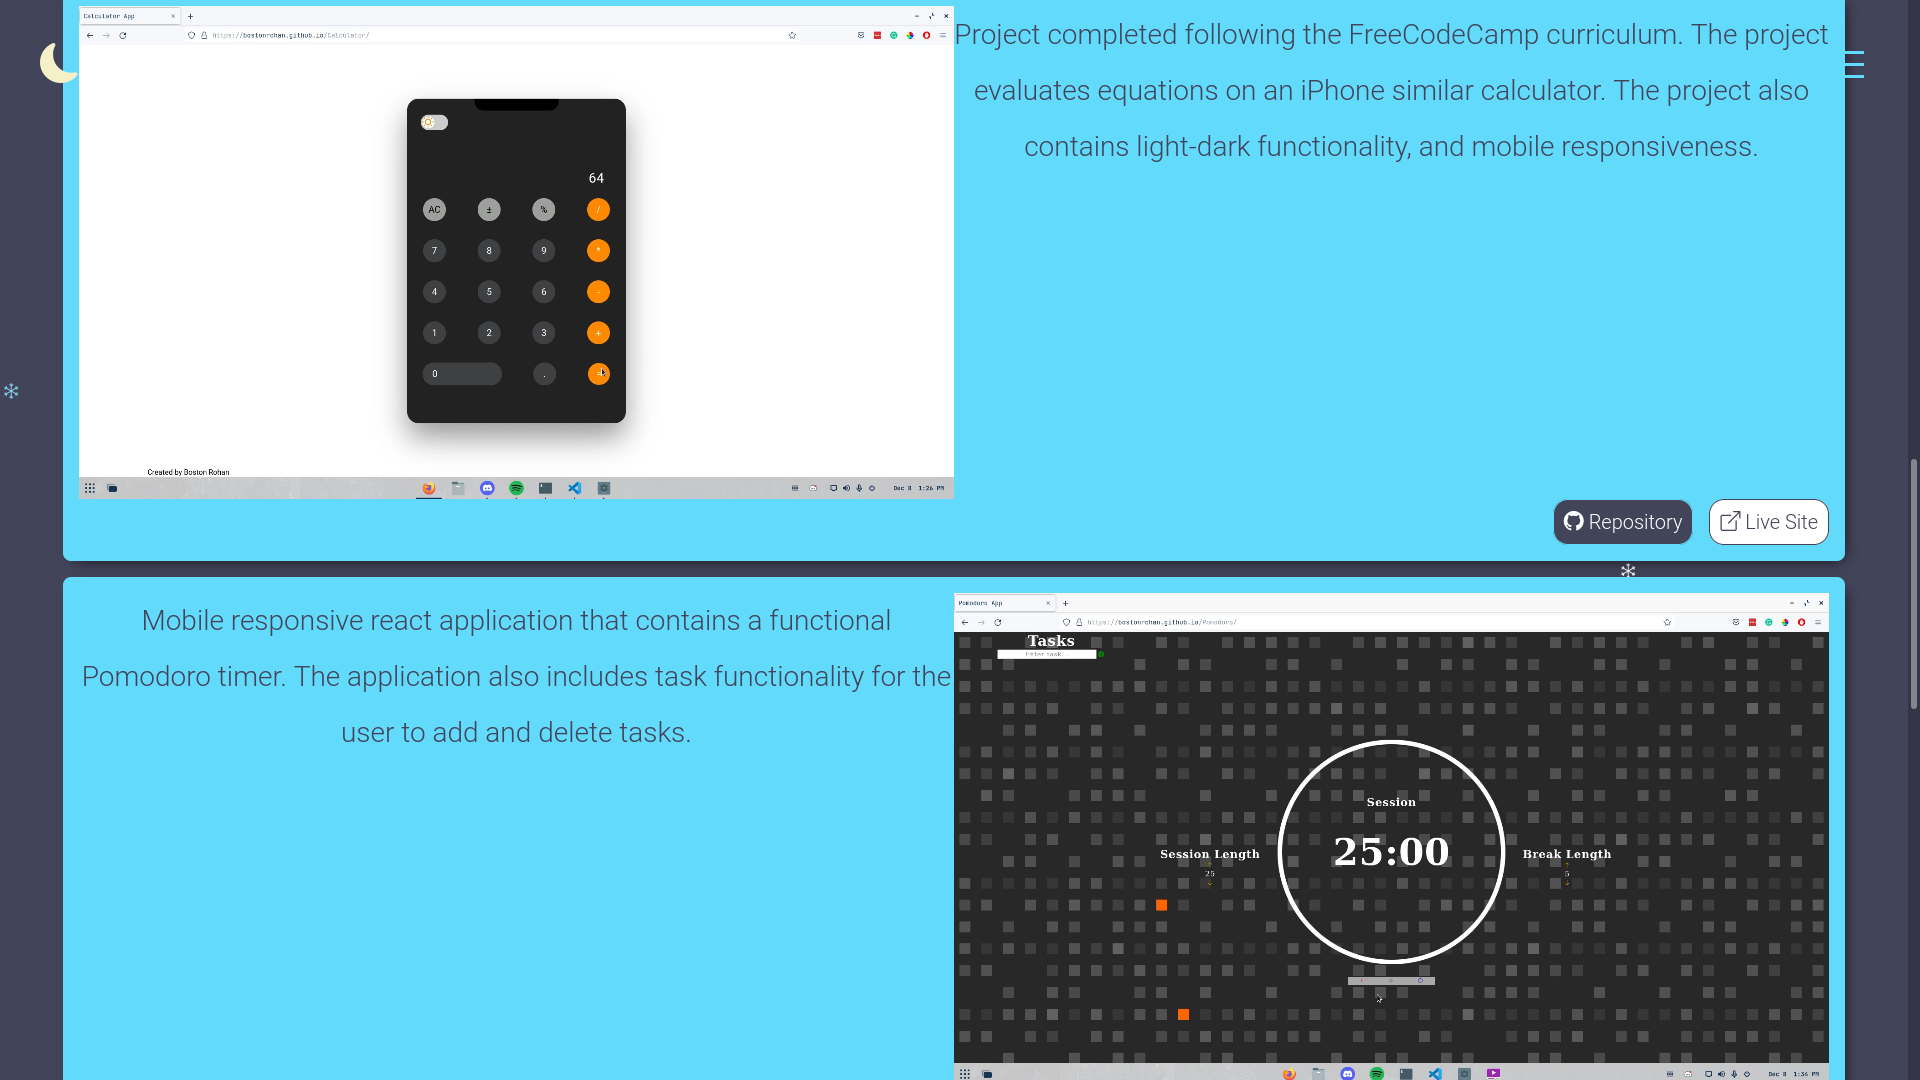 Calculator App
https://bostonrohan.github.io/Calculator/
Project completed following the FreeCodeCamp curriculum. The project
evaluates equations on an iPhone similar calculator. The project also
contains light-dark functionality, and mobile responsiveness.
64
AC ± % /
7 8 9 *
4 5 6 -
1 2 3 +
0 . =
Created by Boston Rohan
Dec 8 1:26 PM
Repository
Live Site
Mobile responsive react application that contains a functional
Pomodoro timer. The application also includes task functionality for the
user to add and delete tasks.
Pomodoro App
https://bostonrohan.github.io/Pomodoro/
Tasks
Enter task...
Session
25:00
Session Length
25
Break Length
5
Dec 8 1:34 PM